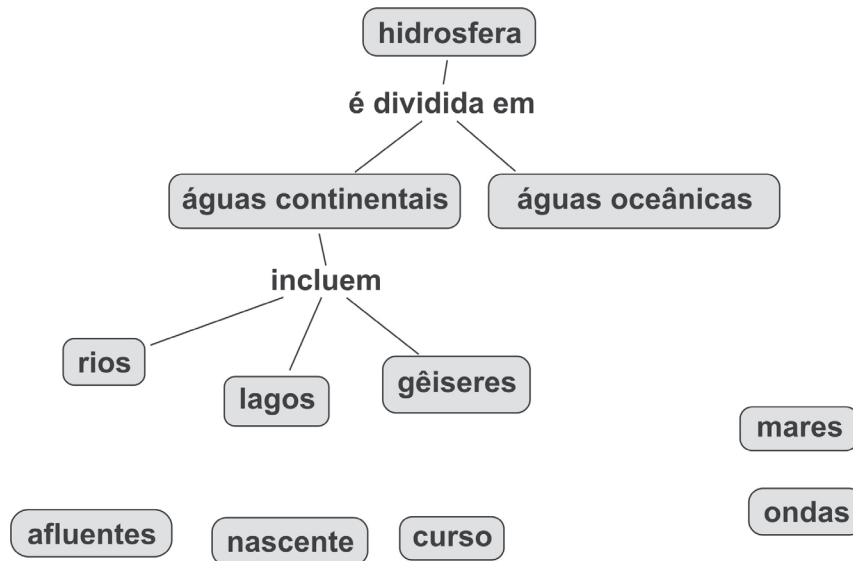 hidrosfera
é dividida em
águas continentais
águas oceânicas
incluem
rios
lagos
gêiseres
mares
afluentes
nascente
curso
ondas